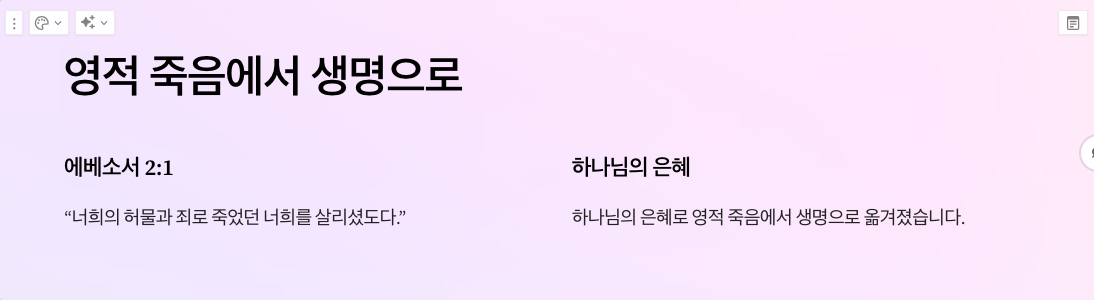 영적 죽음에서 생명으로
에베소서 2:1
“너희의 허물과 죄로 죽었던 너희를 살리셨도다.”
하나님의 은혜
하나님의 은혜로 영적 죽음에서 생명으로 옮겨졌습니다.